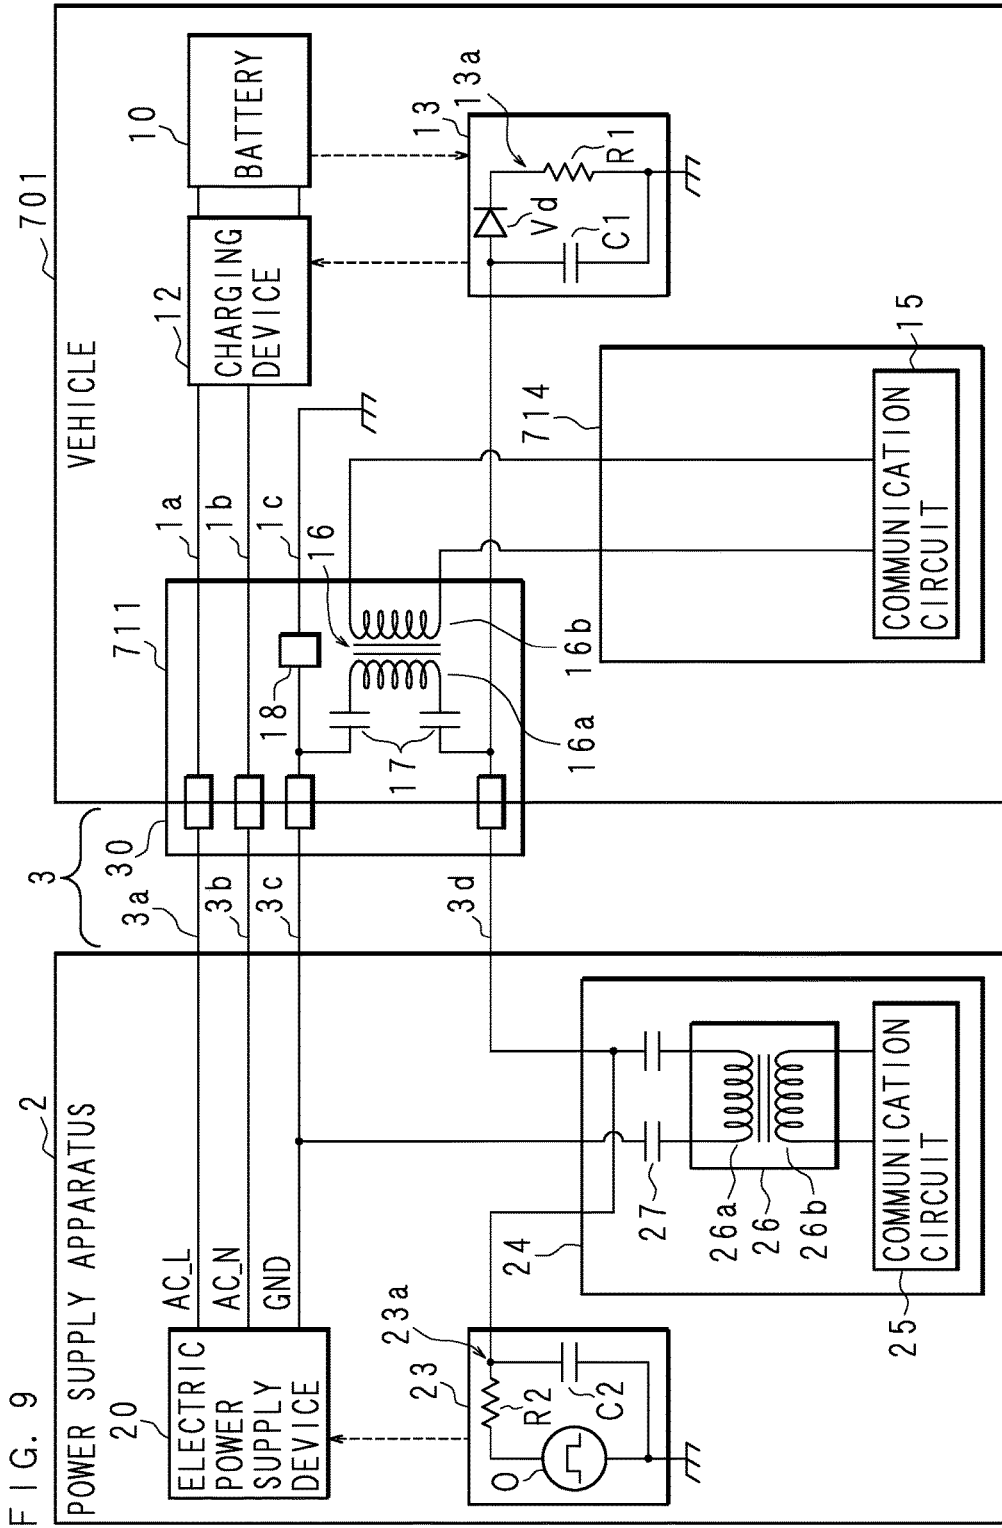 FIG. 9
2
POWER SUPPLY APPARATUS
3
701
VEHICLE
20
ELECTRIC
POWER
SUPPLY
DEVICE
AC_L
AC_N
GND
3a
3b
3c
3d
30
711
1a
1b
1c
12
CHARGING
DEVICE
10
BATTERY
18
16
17
16a
16b
13
13a
Vd
R1
C1
23
23a
R2
O
C2
24
27
26a
26
26b
25
COMMUNICATION
CIRCUIT
714
15
COMMUNICATION
CIRCUIT